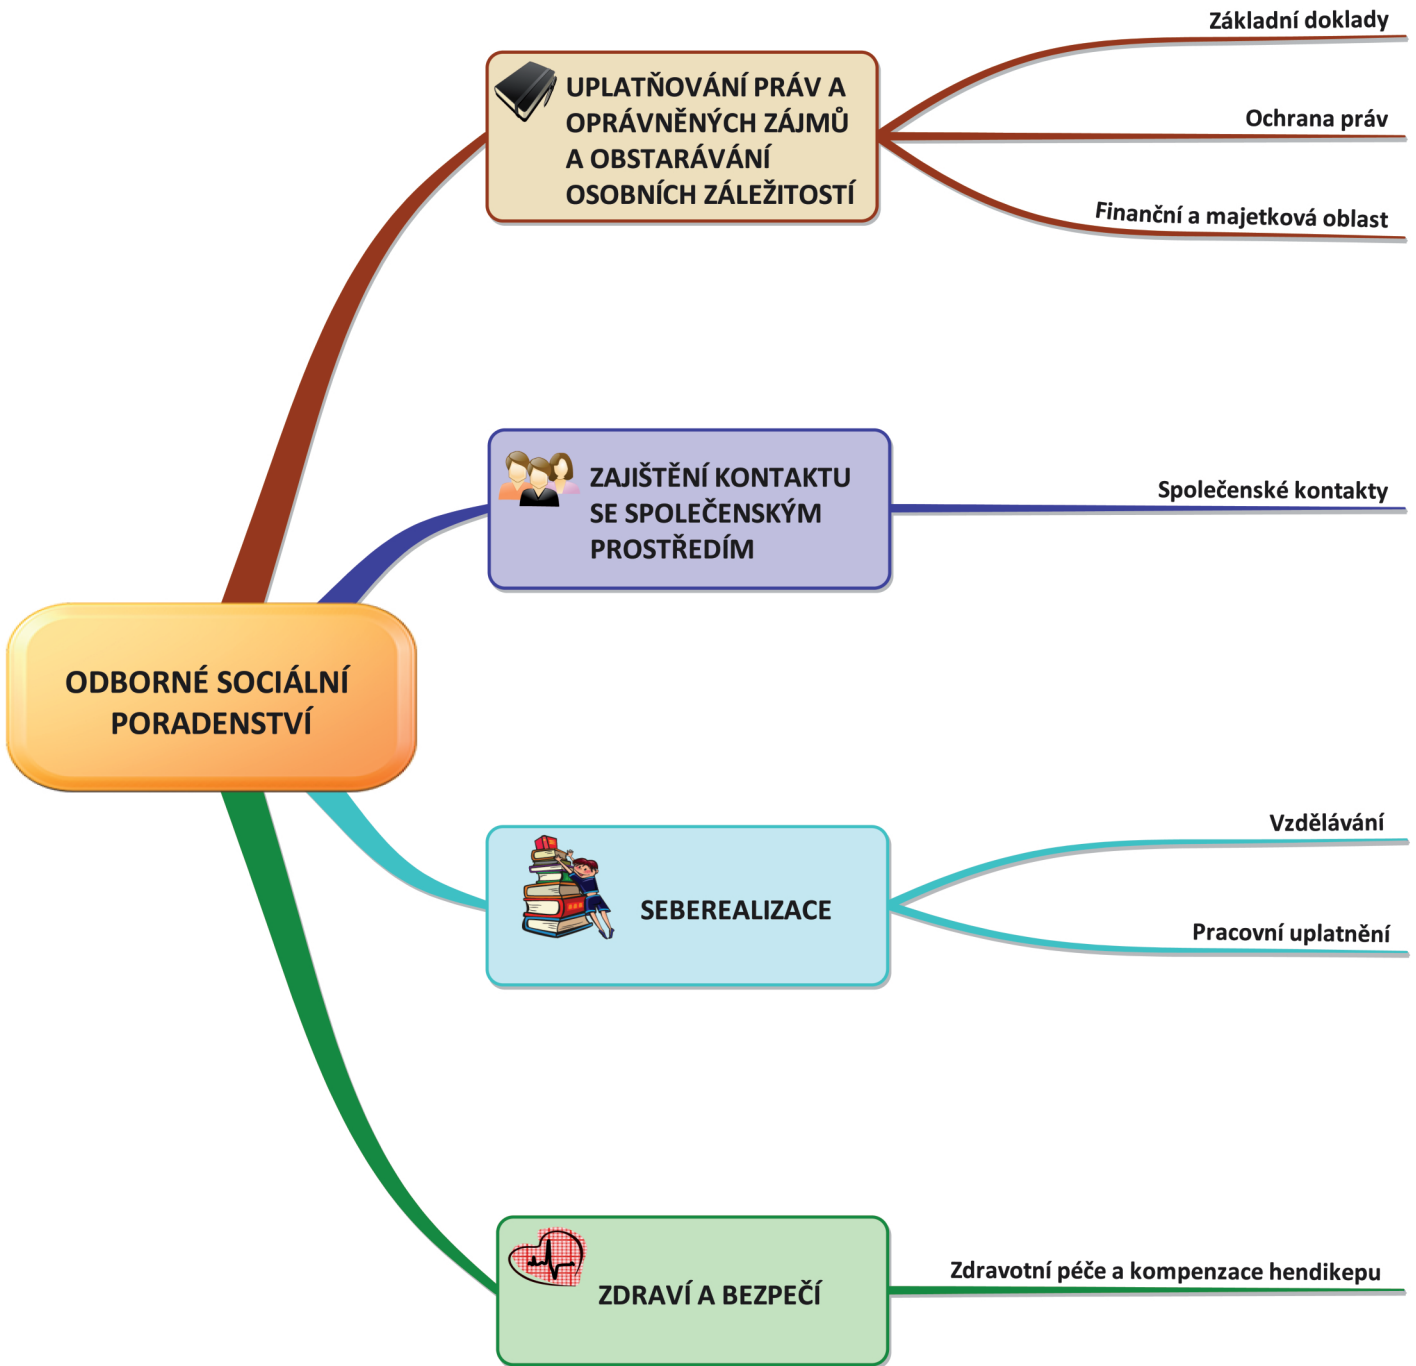 Základní doklady
UPLATŇOVÁNÍ PRÁV A
OPRÁVNĚNÝCH ZÁJMŮ
A OBSTARÁVÁNÍ
OSOBNÍCH ZÁLEŽITOSTÍ
Ochrana práv
Finanční a majetková oblast
ZAJIŠTĚNÍ KONTAKTU
SE SPOLEČENSKÝM
PROSTŘEDÍM
Společenské kontakty
ODBORNÉ SOCIÁLNÍ
PORADENSTVÍ
Vzdělávání
SEBEREALIZACE
Pracovní uplatnění
Zdravotní péče a kompenzace hendikepu
ZDRAVÍ A BEZPEČÍ